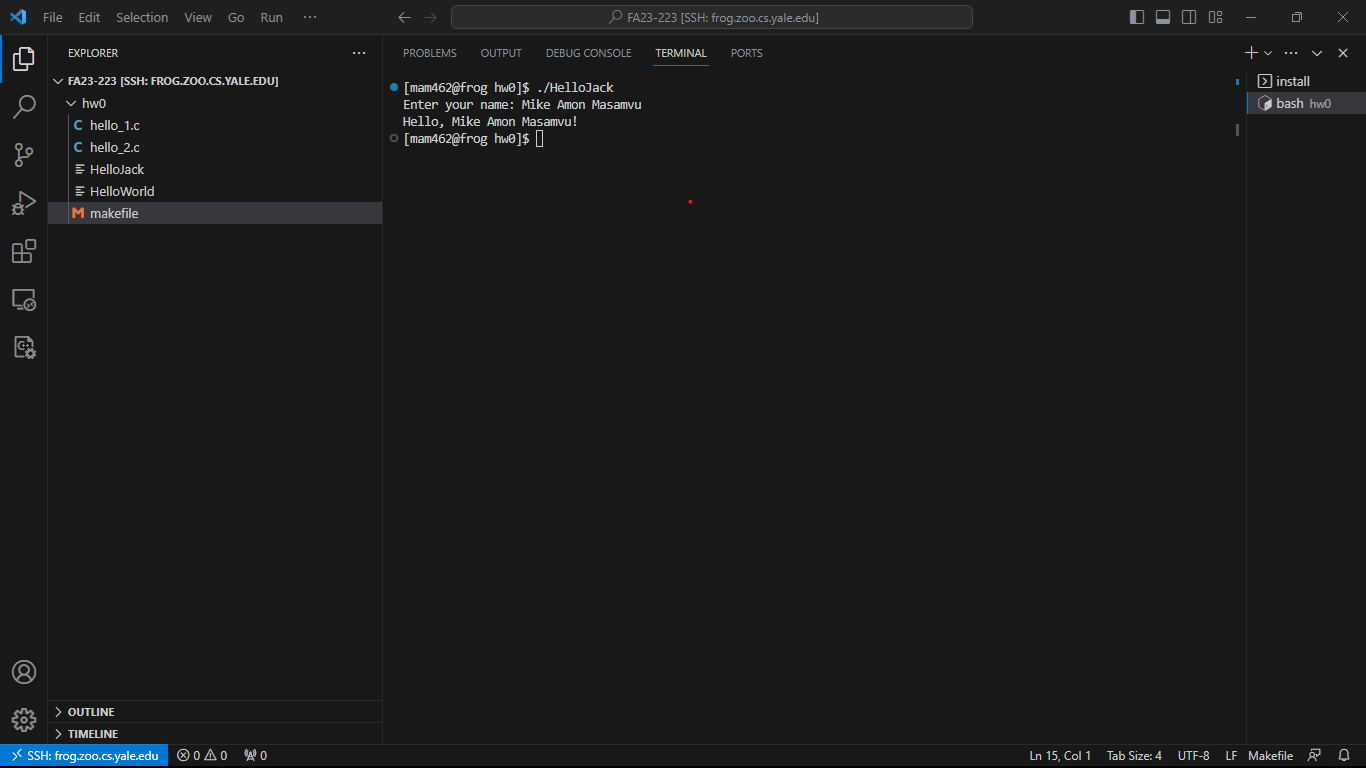 File Edit Selection View Go Run ···
FA23-223 [SSH: frog.zoo.cs.yale.edu]
EXPLORER
FA23-223 [SSH: FROG.ZOO.CS.YALE.EDU]
hw0
C hello_1.c
C hello_2.c
HelloJack
HelloWorld
M makefile
OUTLINE
TIMELINE
PROBLEMS OUTPUT DEBUG CONSOLE TERMINAL PORTS
[mam462@frog hw0]$ ./HelloJack
Enter your name: Mike Amon Masamvu
Hello, Mike Amon Masamvu!
[mam462@frog hw0]$
install
bash hw0
SSH: frog.zoo.cs.yale.edu 0 0 0
Ln 15, Col 1 Tab Size: 4 UTF-8 LF Makefile